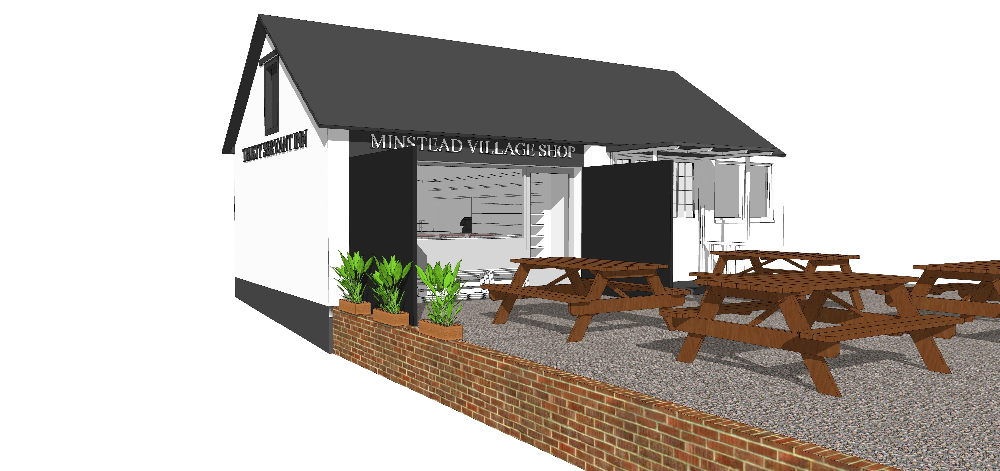 TRUSTY SERVANT INN
MINSTEAD VILLAGE SHOP